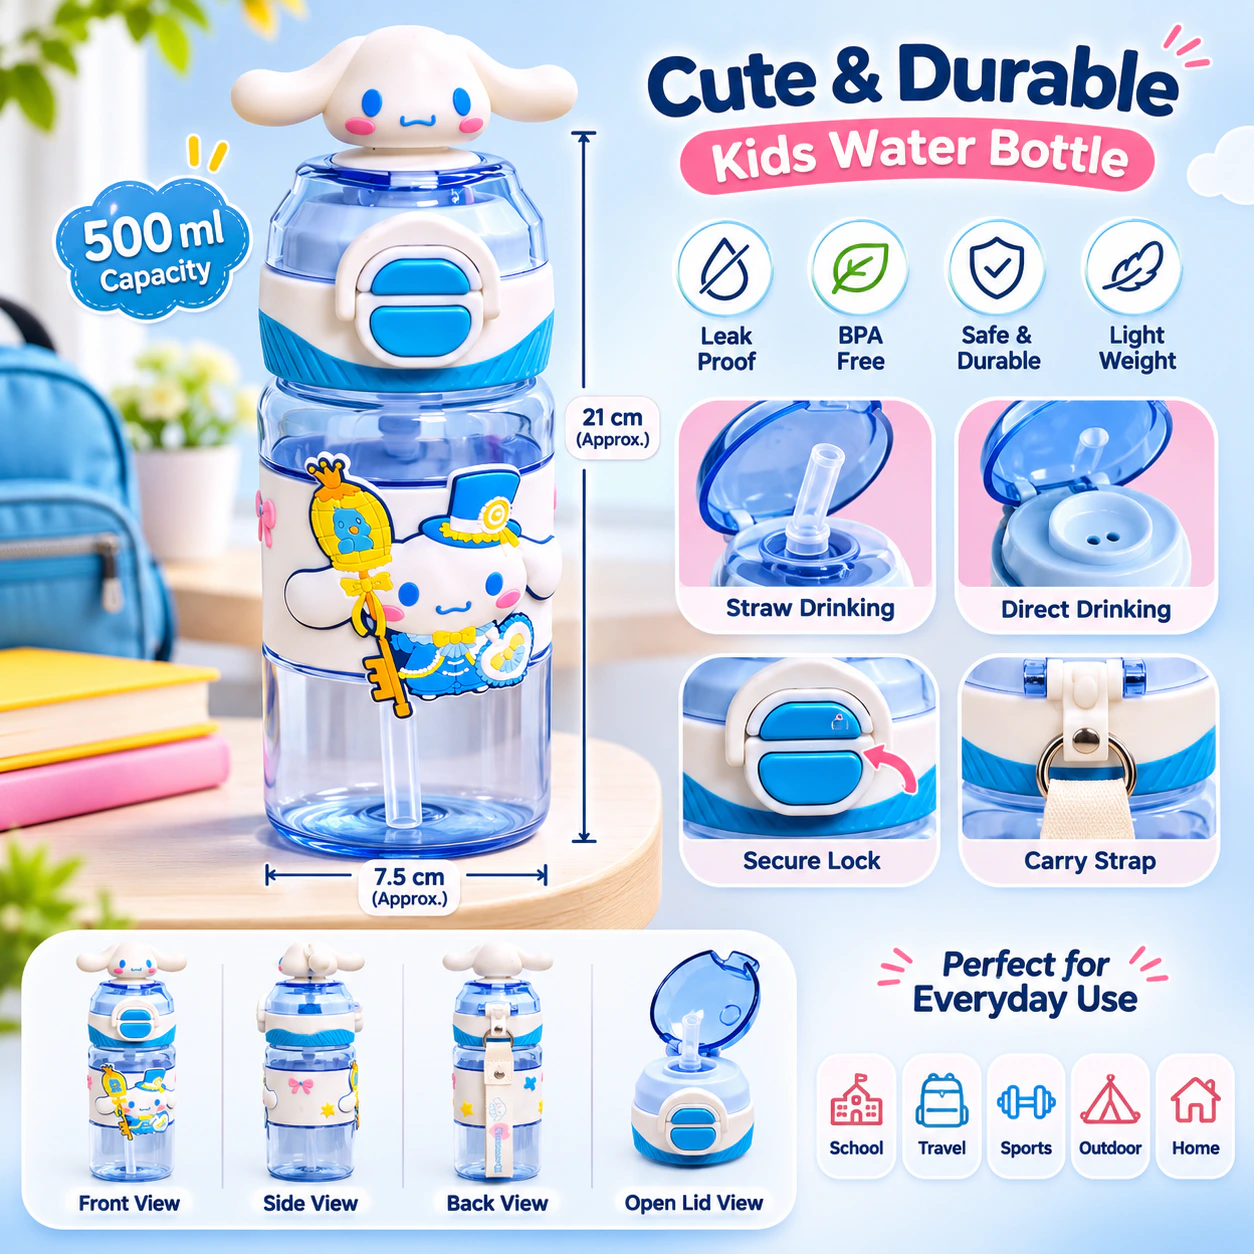 Cute & Durable
Kids Water Bottle
500 ml
Capacity
Leak
Proof
BPA
Free
Safe &
Durable
Light
Weight
21 cm
(Approx.)
7.5 cm
(Approx.)
Straw Drinking
Direct Drinking
Secure Lock
Carry Strap
Front View
Side View
Back View
Open Lid View
Perfect for
Everyday Use
School
Travel
Sports
Outdoor
Home